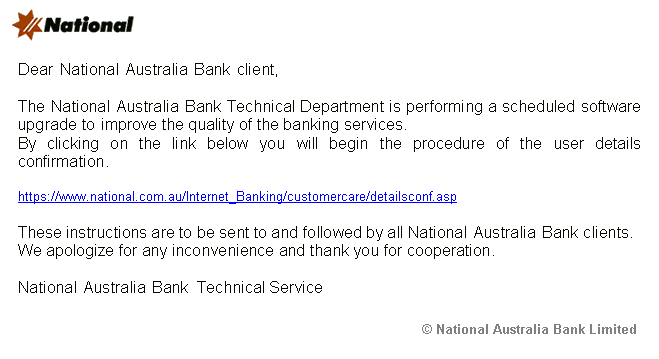 National
Dear National Australia Bank client,
The National Australia Bank Technical Department is performing a scheduled software
upgrade to improve the quality of the banking services.
By clicking on the link below you will begin the procedure of the user details
confirmation.
https://www.national.com.au/Internet_Banking/customercare/detailsconf.asp
These instructions are to be sent to and followed by all National Australia Bank clients.
We apologize for any inconvenience and thank you for cooperation.
National Australia Bank Technical Service
© National Australia Bank Limited